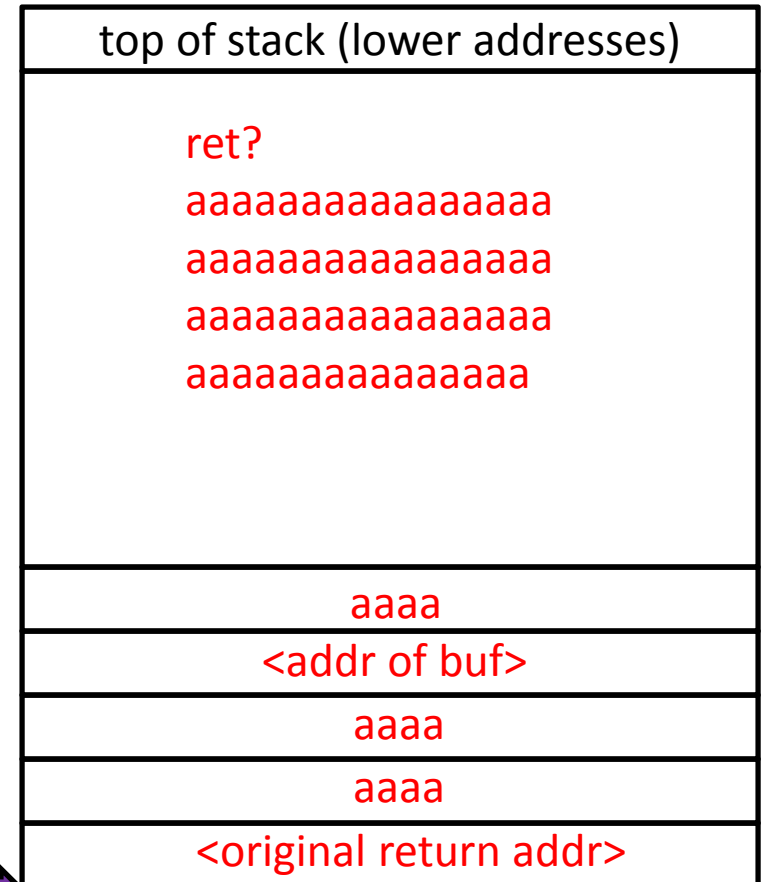 top of stack (lower addresses)
ret?
aaaaaaaaaaaaaaaa
aaaaaaaaaaaaaaaa
aaaaaaaaaaaaaaaa
aaaaaaaaaaaaaaa
aaaa
<addr of buf>
aaaa
aaaa
<original return addr>